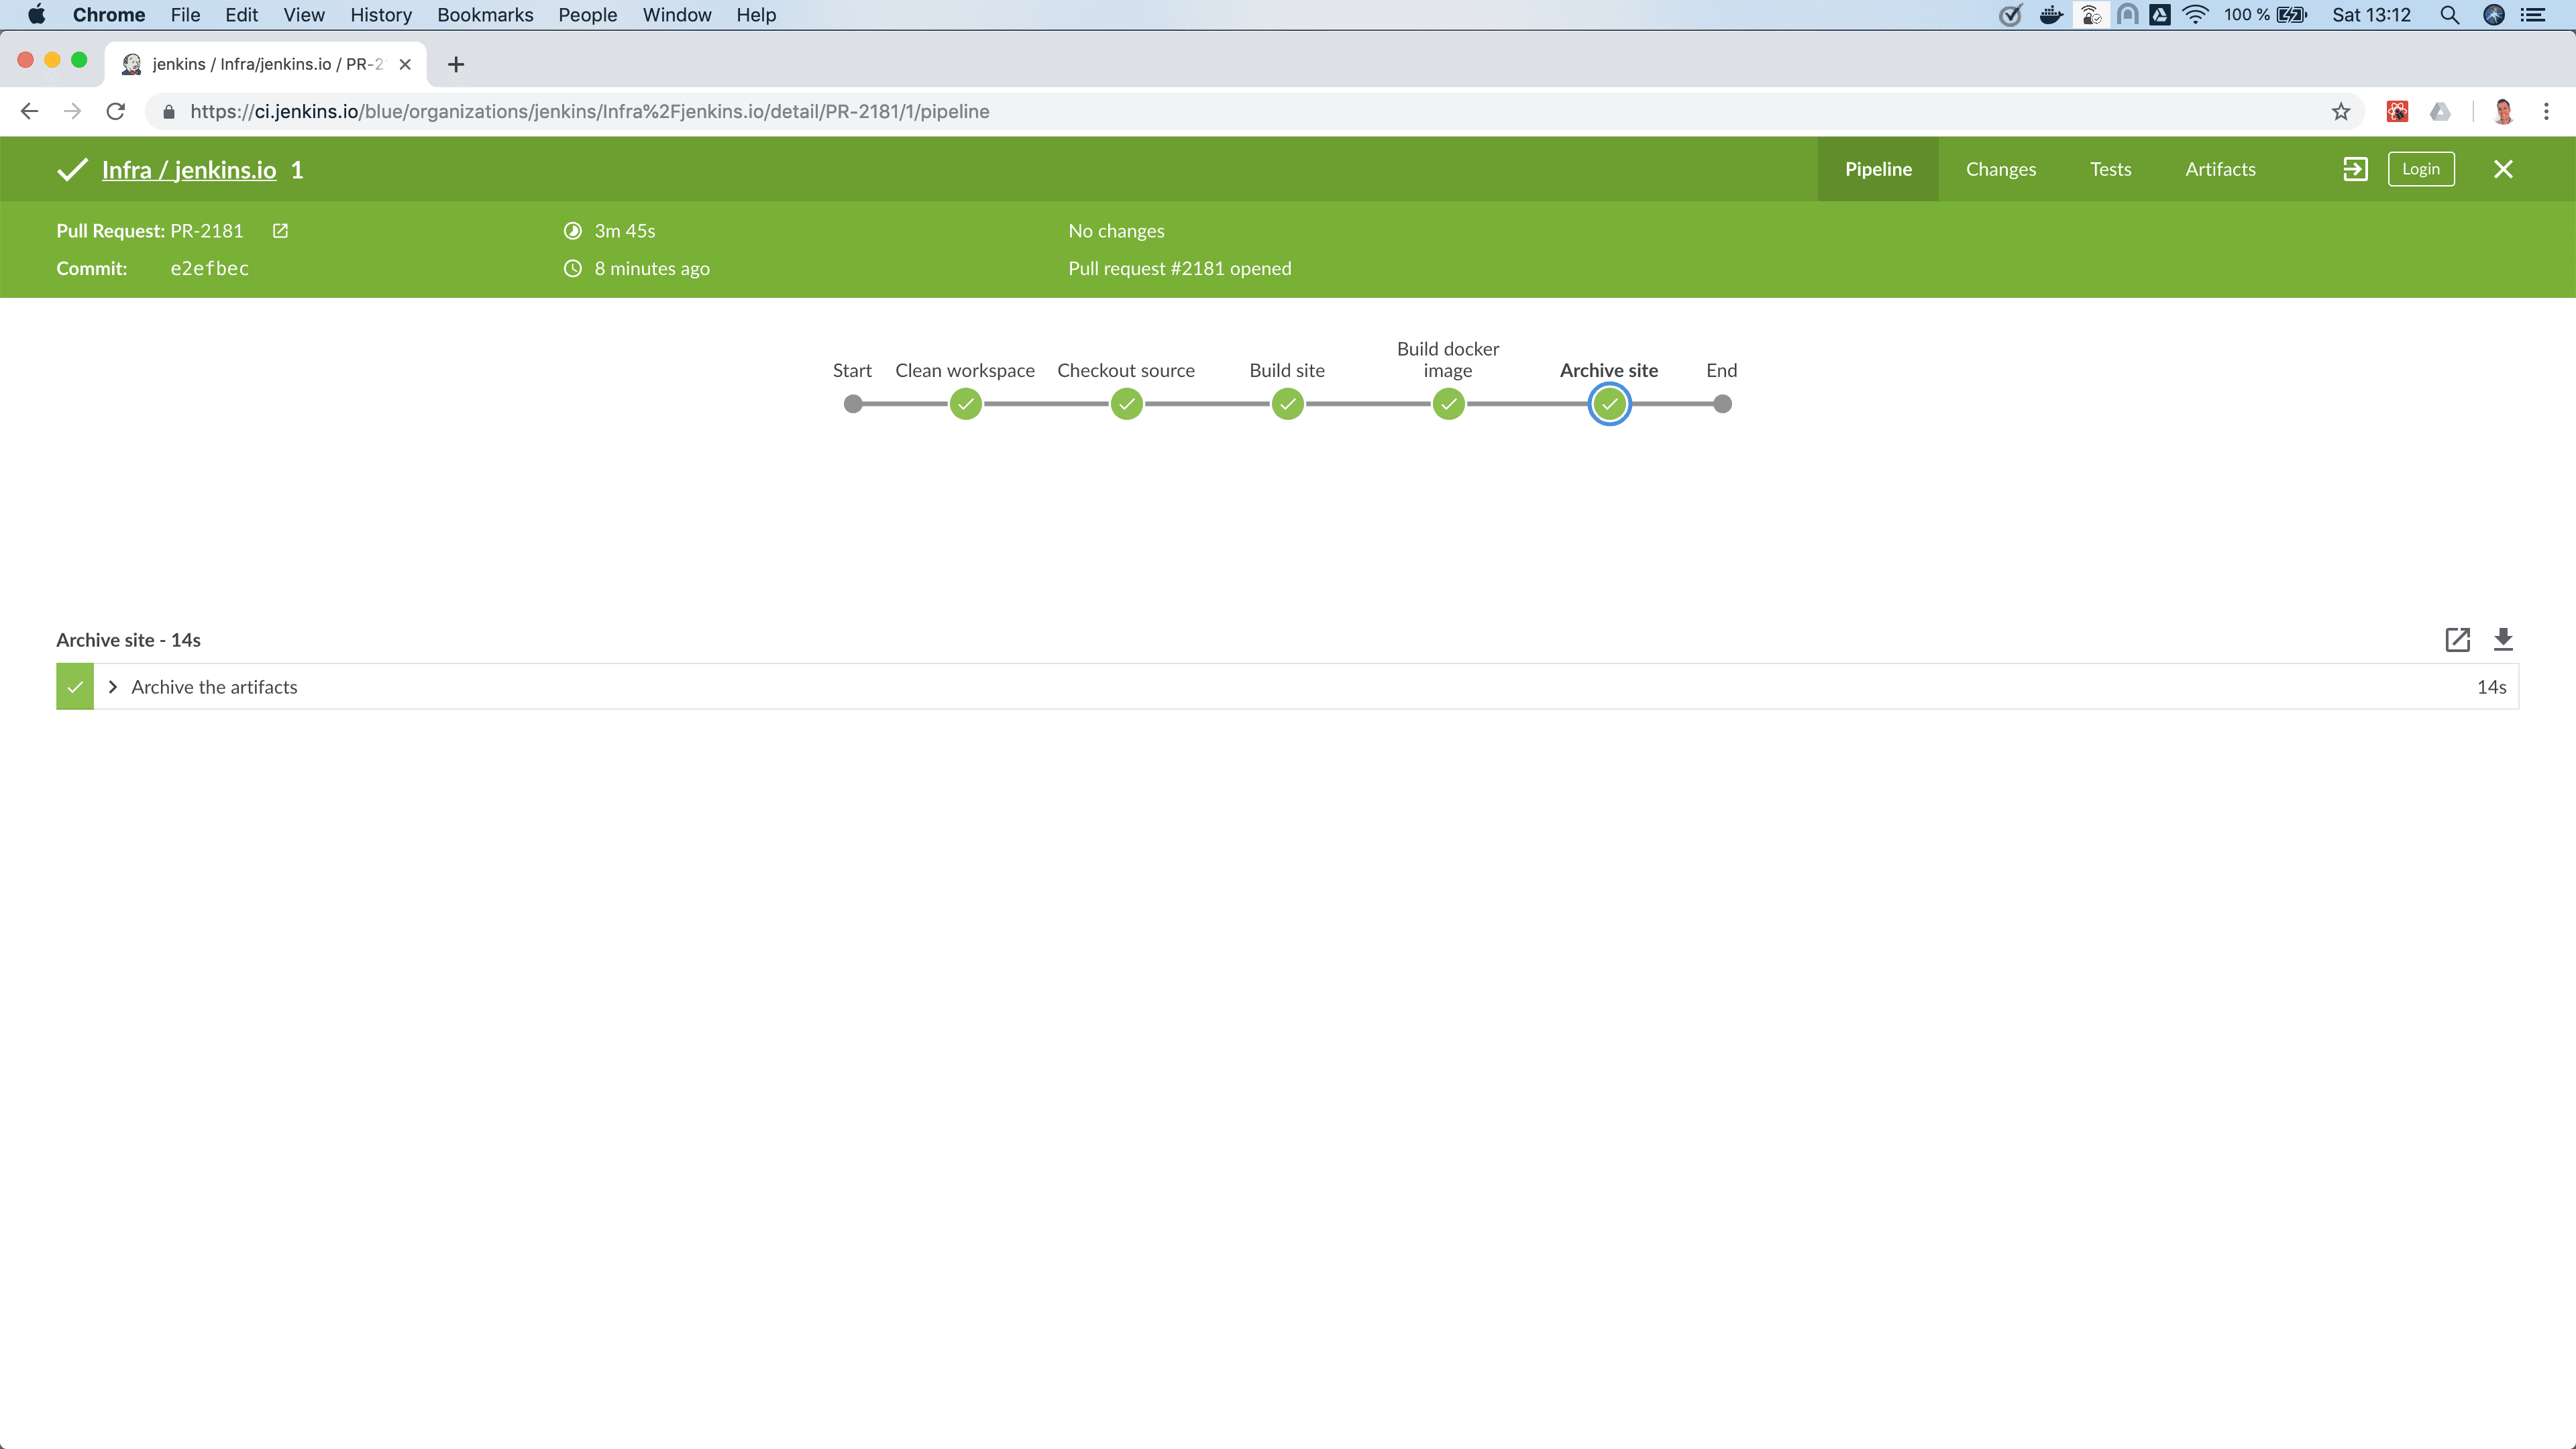 Chrome File Edit View History Bookmarks People Window Help 100 % Sat 13:12
jenkins / Infra/jenkins.io / PR-2
https://ci.jenkins.io/blue/organizations/jenkins/Infra%2Fjenkins.io/detail/PR-2181/1/pipeline
Infra / jenkins.io 1 Pipeline Changes Tests Artifacts Login
Pull Request: PR-2181 3m 45s No changes
Commit: e2efbec 8 minutes ago Pull request #2181 opened
Build docker
Start Clean workspace Checkout source Build site image Archive site End
Archive site - 14s
Archive the artifacts 14s